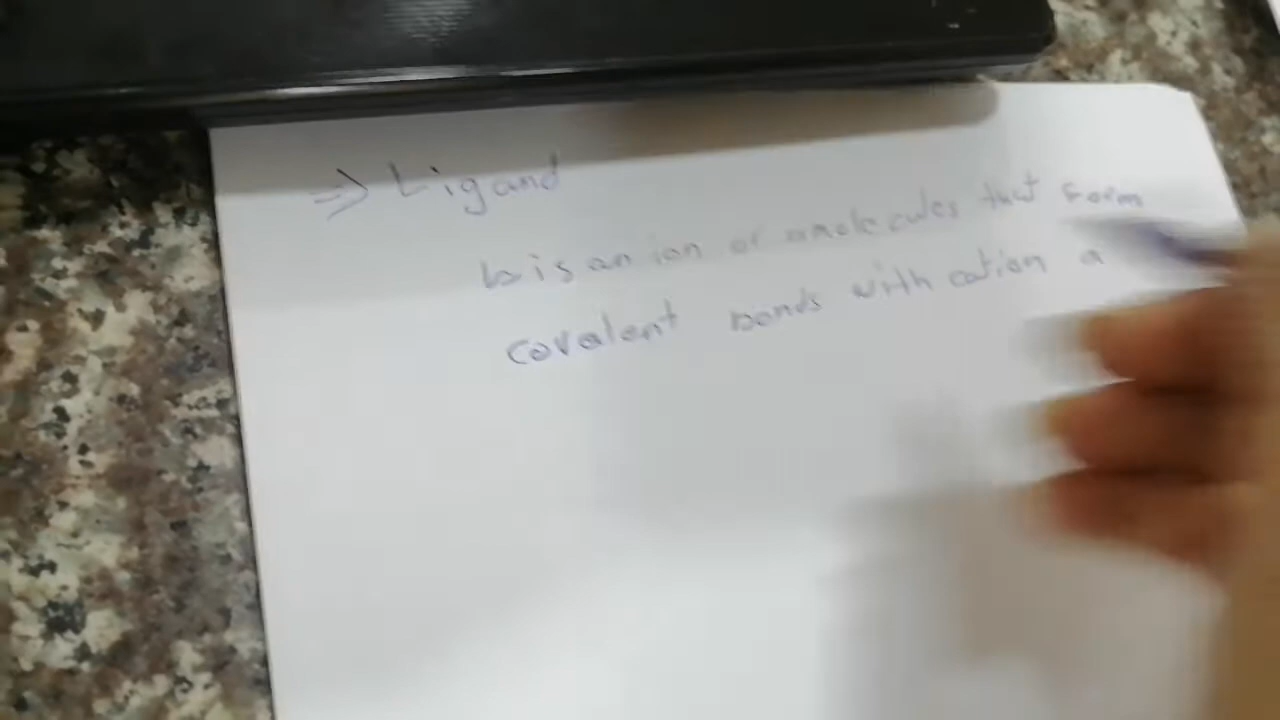 ⇒ Ligand
↳ is an ion or molecules that form
covalent bonds with cation a